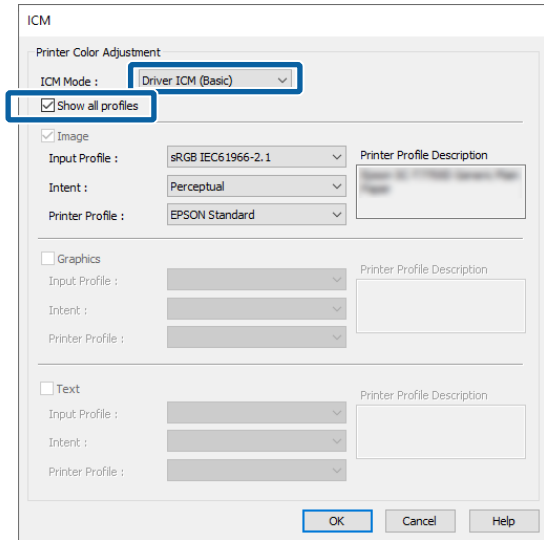 ICM
Printer Color Adjustment
ICM Mode : Driver ICM (Basic)
Show all profiles
Image
Input Profile : sRGB IEC61966-2.1 Printer Profile Description
Intent : Perceptual
Printer Profile : EPSON Standard
Graphics
Input Profile : Printer Profile Description
Intent :
Printer Profile :
Text
Input Profile : Printer Profile Description
Intent :
Printer Profile :
OK Cancel Help